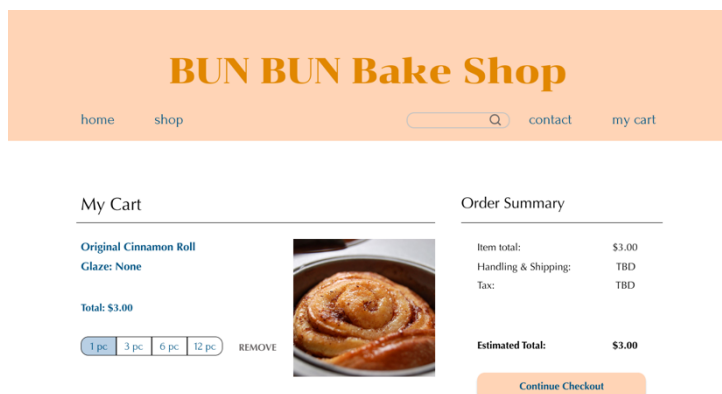 BUN BUN Bake Shop
home shop contact my cart
My Cart
Original Cinnamon Roll
Glaze: None
Total: $3.00
1 pc 3 pc 6 pc 12 pc REMOVE
Order Summary
Item total: $3.00
Handling & Shipping: TBD
Tax: TBD
Estimated Total: $3.00
Continue Checkout